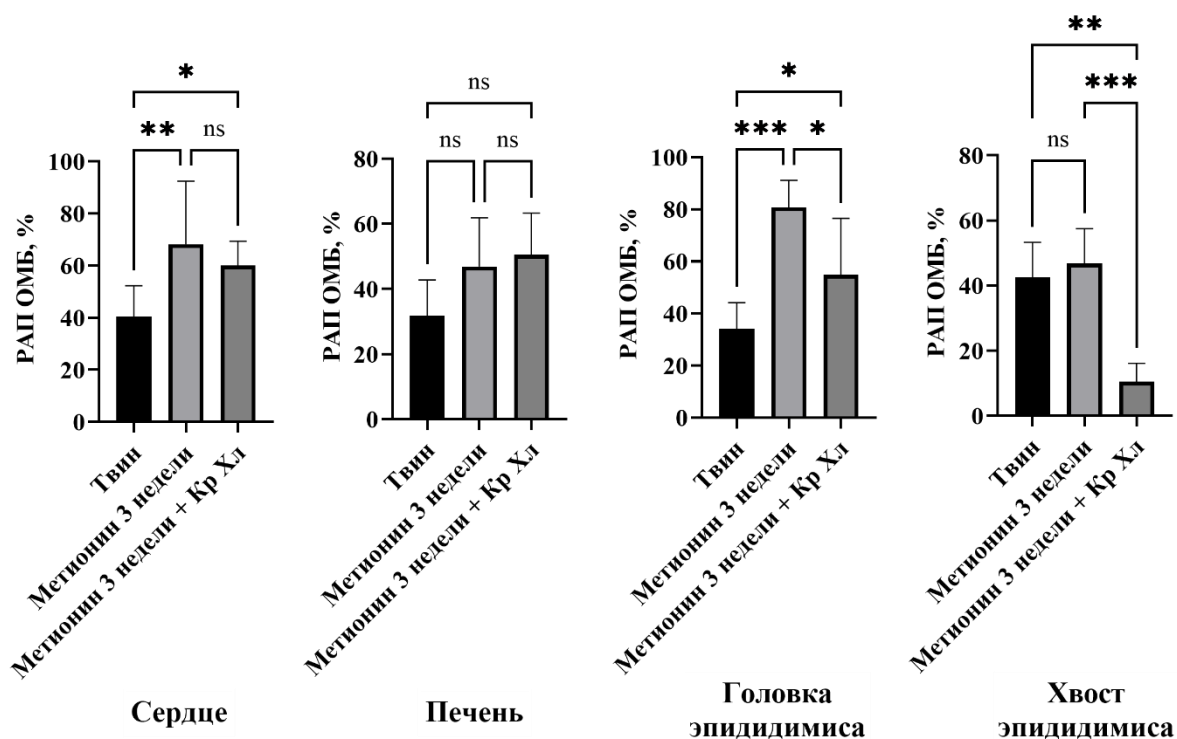 *
**
ns
100
80
60
40
20
0
РАП ОМБ, %
Твин
Метионин 3 недели
Метионин 3 недели + Кр Хл
Сердце
ns
ns
ns
80
60
40
20
0
РАП ОМБ, %
Твин
Метионин 3 недели
Метионин 3 недели + Кр Хл
Печень
*
***
*
100
80
60
40
20
0
РАП ОМБ, %
Твин
Метионин 3 недели
Метионин 3 недели + Кр Хл
Головка
эпидидимиса
**
***
ns
80
60
40
20
0
РАП ОМБ, %
Твин
Метионин 3 недели
Метионин 3 недели + Кр Хл
Хвост
эпидидимиса